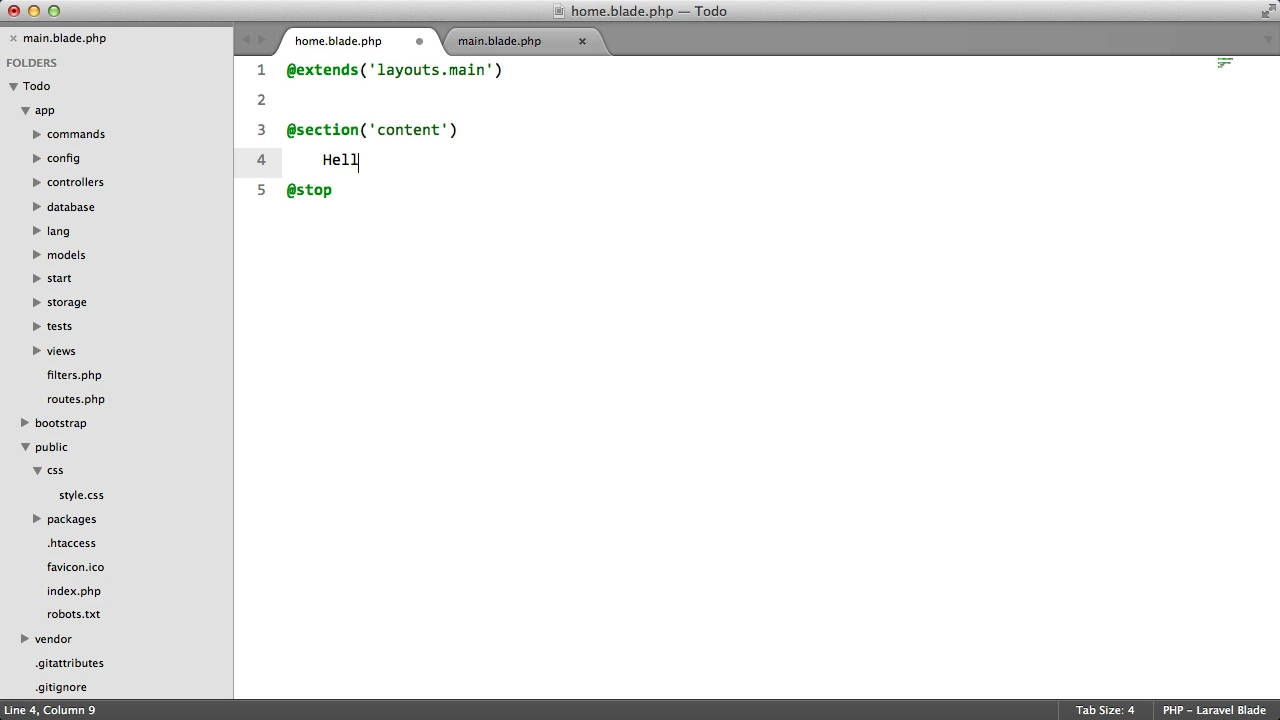 home.blade.php — Todo
main.blade.php
FOLDERS
Todo
app
commands
config
controllers
database
lang
models
start
storage
tests
views
filters.php
routes.php
bootstrap
public
css
style.css
packages
.htaccess
favicon.ico
index.php
robots.txt
vendor
.gitattributes
.gitignore
home.blade.php
main.blade.php
1 @extends('layouts.main')
2
3 @section('content')
4 Hell
5 @stop
Line 4, Column 9
Tab Size: 4
PHP – Laravel Blade